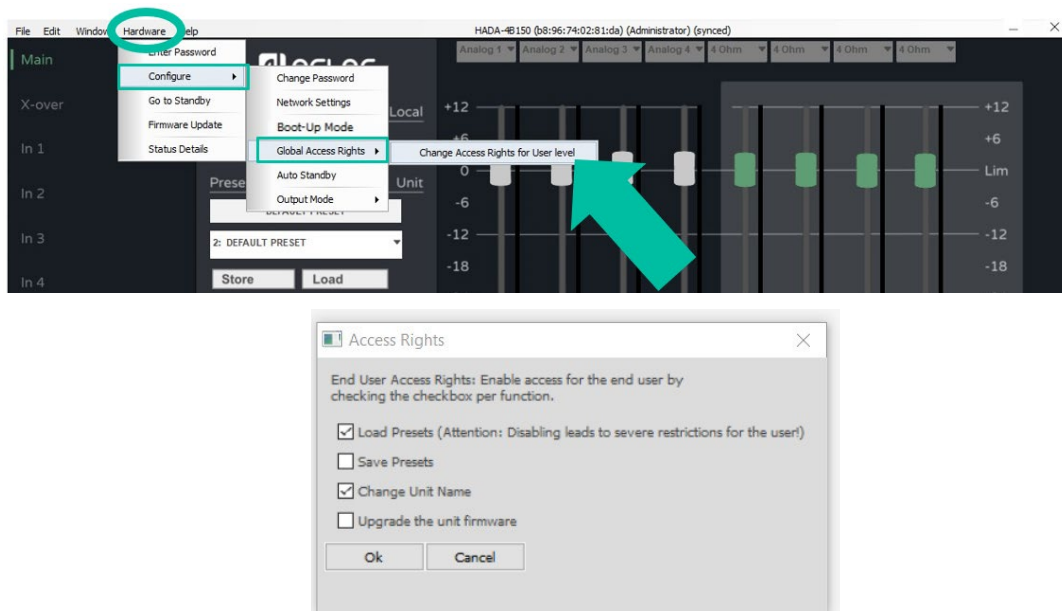 File Edit Window Hardware Help
HADA-4B150 (b8:96:74:02:81:da) (Administrator) (synced)
Analog 1 Analog 2 Analog 3 Analog 4 4 Ohm 4 Ohm 4 Ohm 4 Ohm
Main
X-over
In 1
In 2
In 3
In 4
Enter Password
Configure
Go to Standby
Firmware Update
Status Details
Change Password
Network Settings
Boot-Up Mode
Global Access Rights
Auto Standby
Output Mode
Change Access Rights for User level
Local
Prese
Unit
DEFAULT PRESET
2: DEFAULT PRESET
Store Load
+12
+6
0
-6
-12
-18
+12
+6
Lim
-6
-12
-18
Access Rights
End User Access Rights: Enable access for the end user by
checking the checkbox per function.
Load Presets (Attention: Disabling leads to severe restrictions for the user!)
Save Presets
Change Unit Name
Upgrade the unit firmware
Ok Cancel